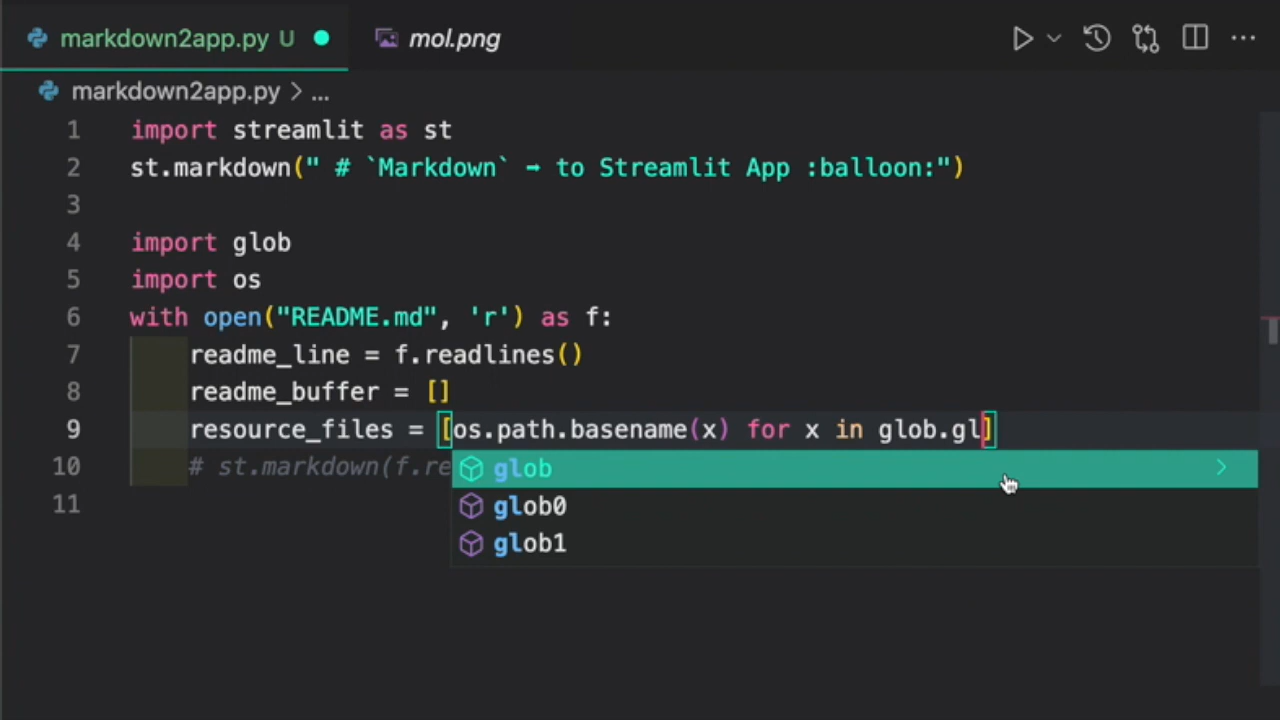 markdown2app.py U mol.png
markdown2app.py > ...
1 import streamlit as st
2 st.markdown(" # `Markdown` ➡ to Streamlit App :balloon:")
3
4 import glob
5 import os
6 with open("README.md", 'r') as f:
7 readme_line = f.readlines()
8 readme_buffer = []
9 resource_files = [os.path.basename(x) for x in glob.gl]
10 # st.markdown(f.re
glob
glob0
11
glob1